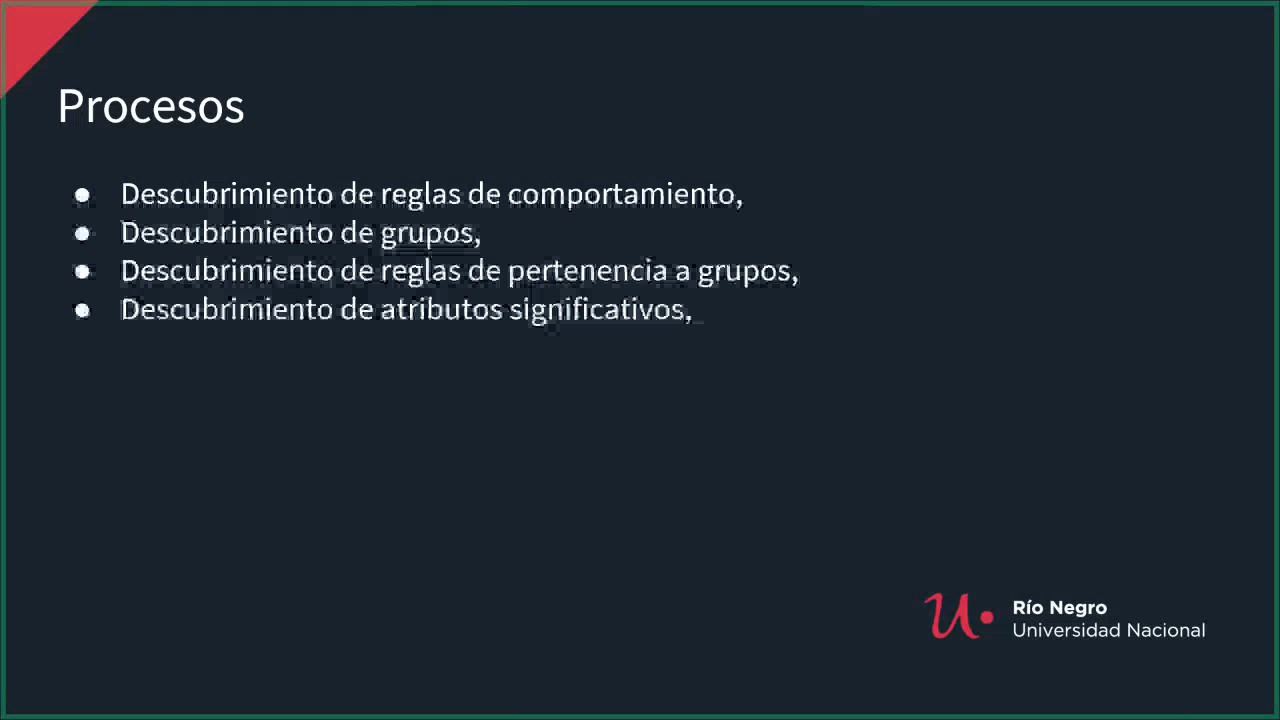 Procesos
● Descubrimiento de reglas de comportamiento,
● Descubrimiento de grupos,
● Descubrimiento de reglas de pertenencia a grupos,
● Descubrimiento de atributos significativos,
Río Negro
Universidad Nacional